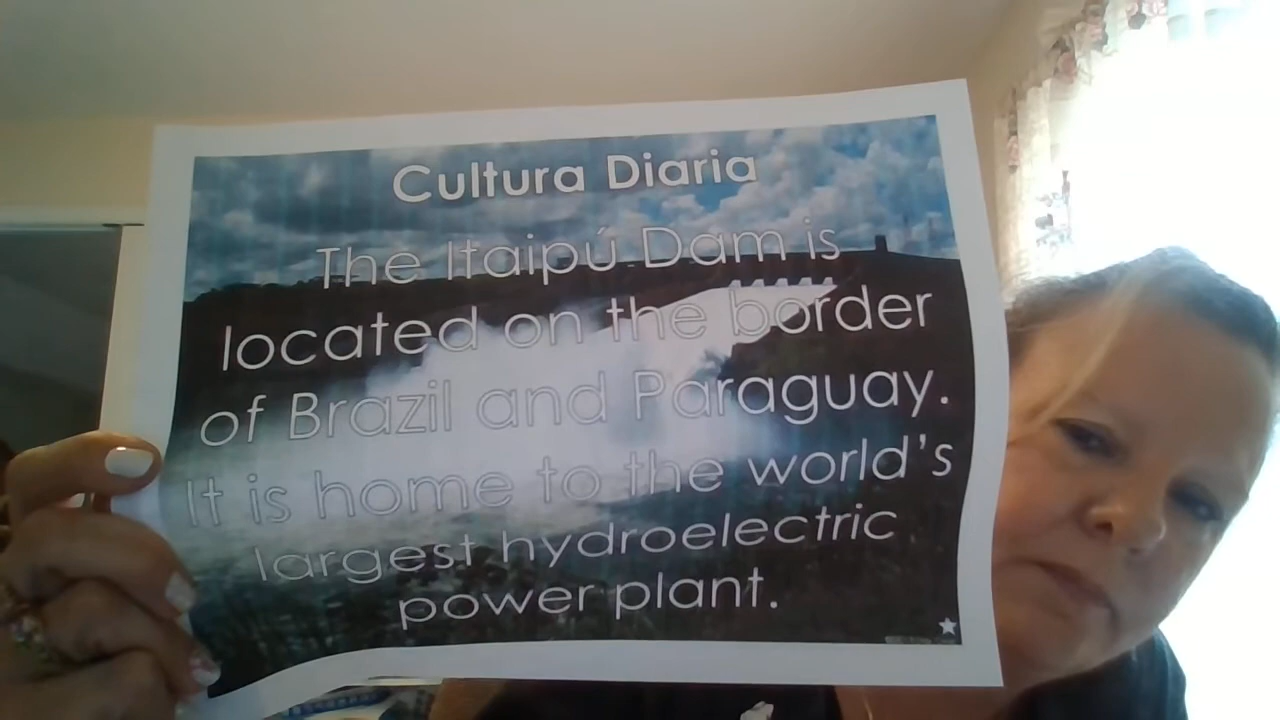 Cultura Diaria
The Itaipú Dam is
located on the border
of Brazil and Paraguay.
It is home to the world's
largest hydroelectric
power plant.